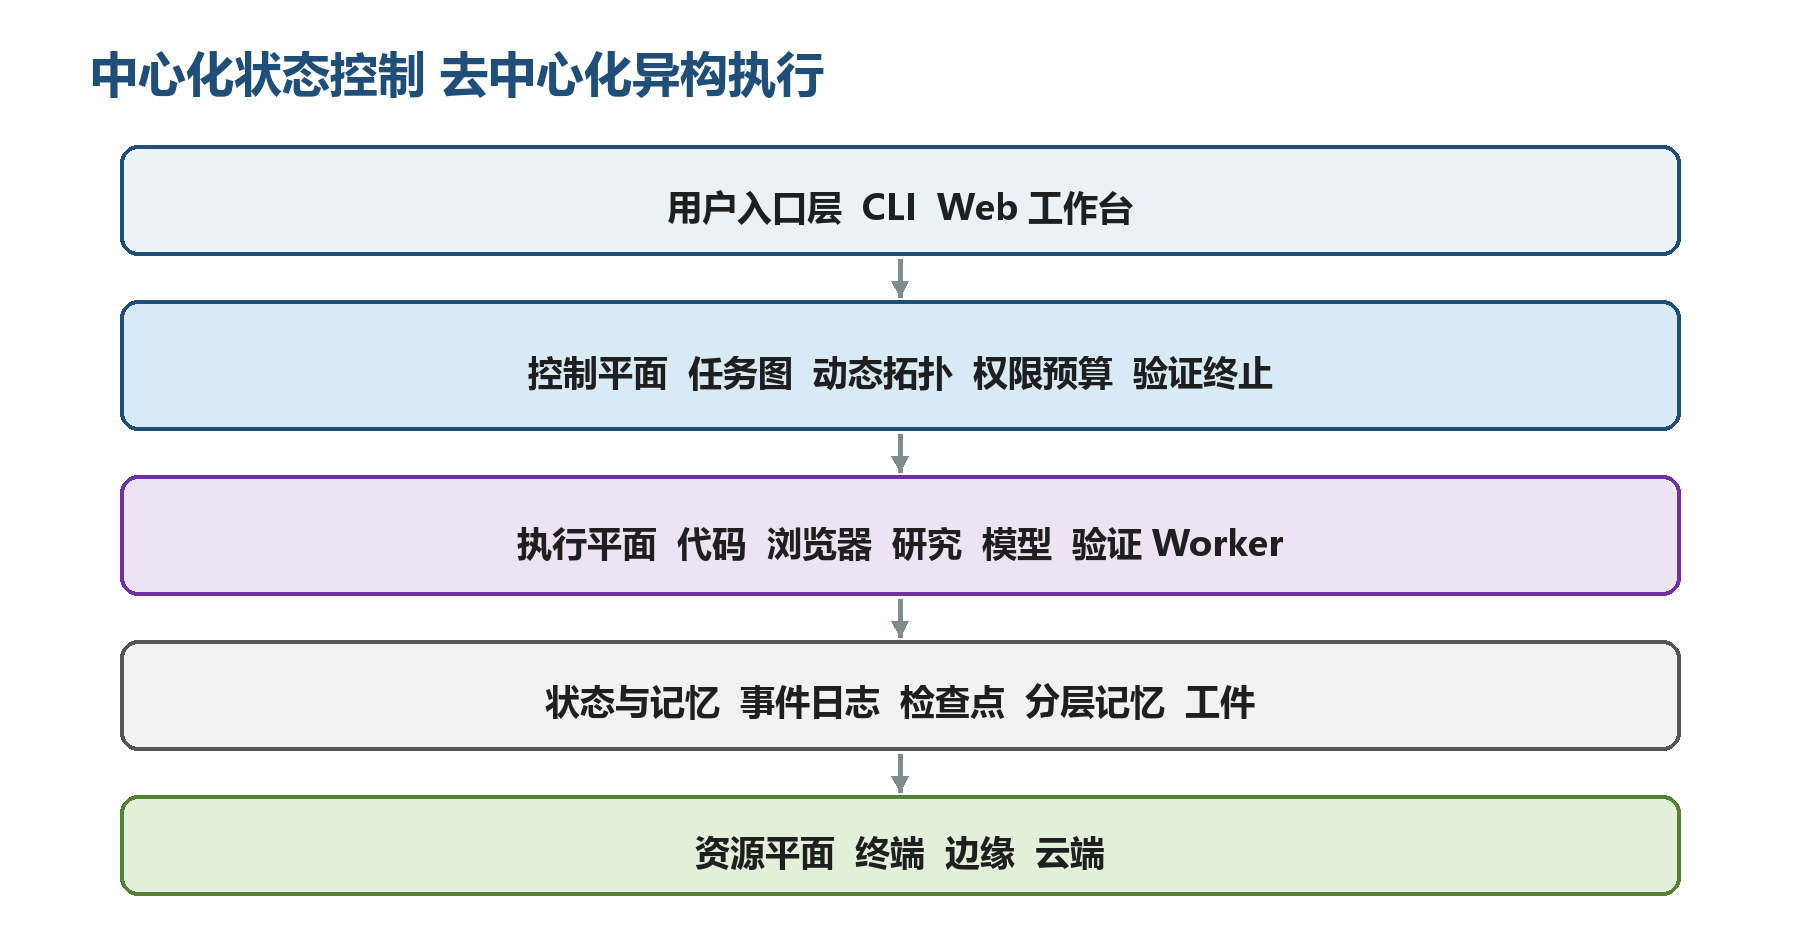 中心化状态控制 去中心化异构执行
用户入口层 CLI Web 工作台
控制平面 任务图 动态拓扑 权限预算 验证终止
执行平面 代码 浏览器 研究 模型 验证 Worker
状态与记忆 事件日志 检查点 分层记忆 工件
资源平面 终端 边缘 云端